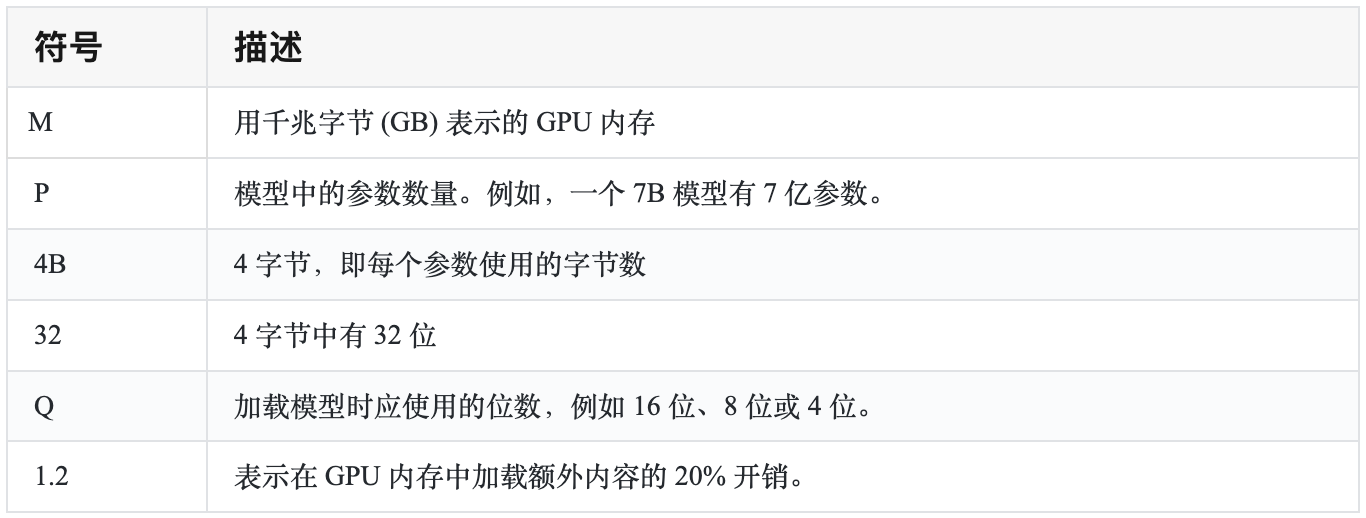 符号 描述
M 用千兆字节 (GB) 表示的 GPU 内存
P 模型中的参数数量。例如，一个 7B 模型有 7 亿参数。
4B 4 字节，即每个参数使用的字节数
32 4 字节中有 32 位
Q 加载模型时应使用的位数，例如 16 位、8 位或 4 位。
1.2 表示在 GPU 内存中加载额外内容的 20% 开销。